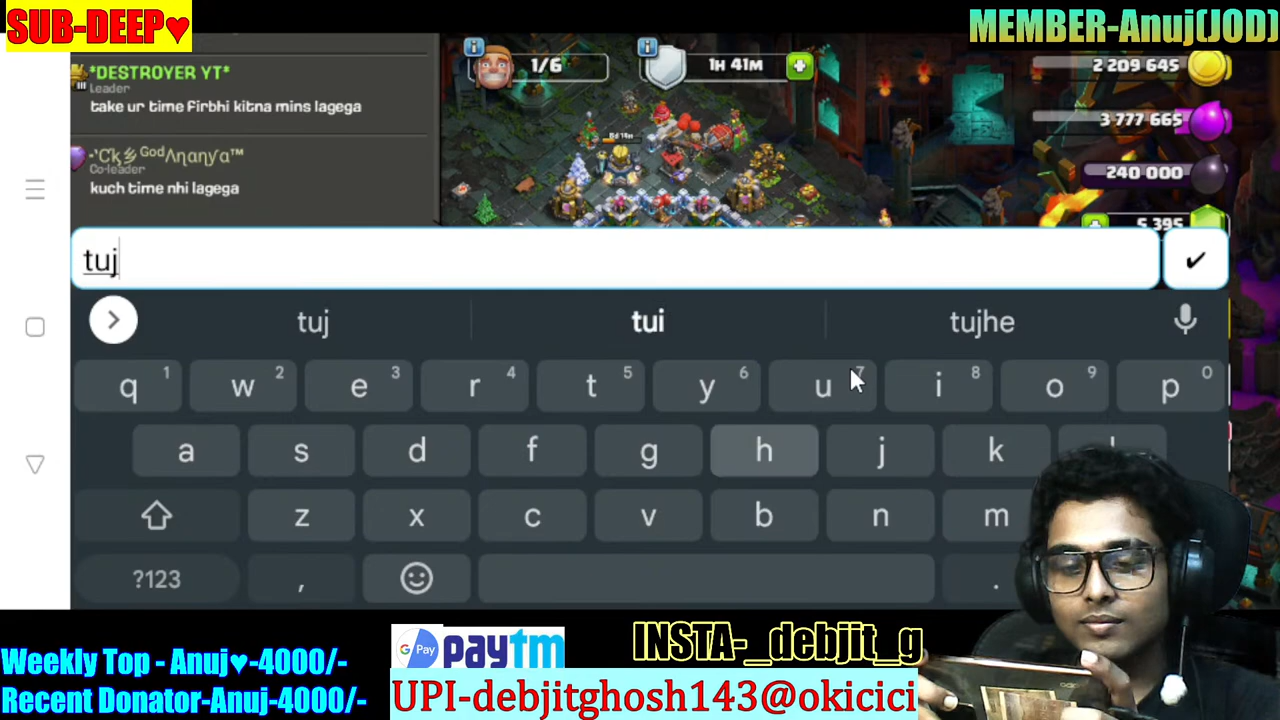 SUB-DEEP♥
MEMBER-Anuj(JOD)
*DESTROYER YT*
Leader
take ur time firbhi kitna mins lagega
Co-leader
kuch time nhi lagega
1/6
1H 41M
2 209 645
3 777 665
240 000
5 395
tuj
tuj tui tujhe
q 1 w 2 e 3 r 4 t 5 y 6 u 7 i 8 o 9 p 0
a s d f g h j k
z x c v b n m
?123 , .
Weekly Top - Anuj♥-4000/-
Recent Donator-Anuj-4000/-
G Pay paytm
INSTA-_debjit_g
UPI-debjitghosh143@okicici